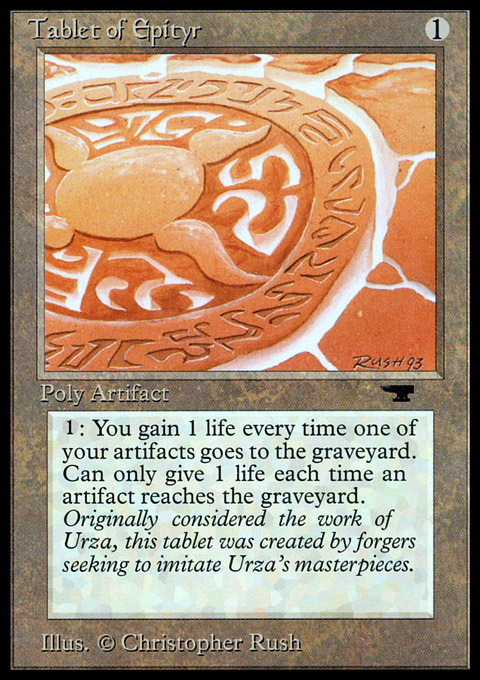 Tablet of Epityr 1
RUSH 93
Poly Artifact
1: You gain 1 life every time one of
your artifacts goes to the graveyard.
Can only give 1 life each time an
artifact reaches the graveyard.
Originally considered the work of
Urza, this tablet was created by forgers
seeking to imitate Urza's masterpieces.
Illus. © Christopher Rush